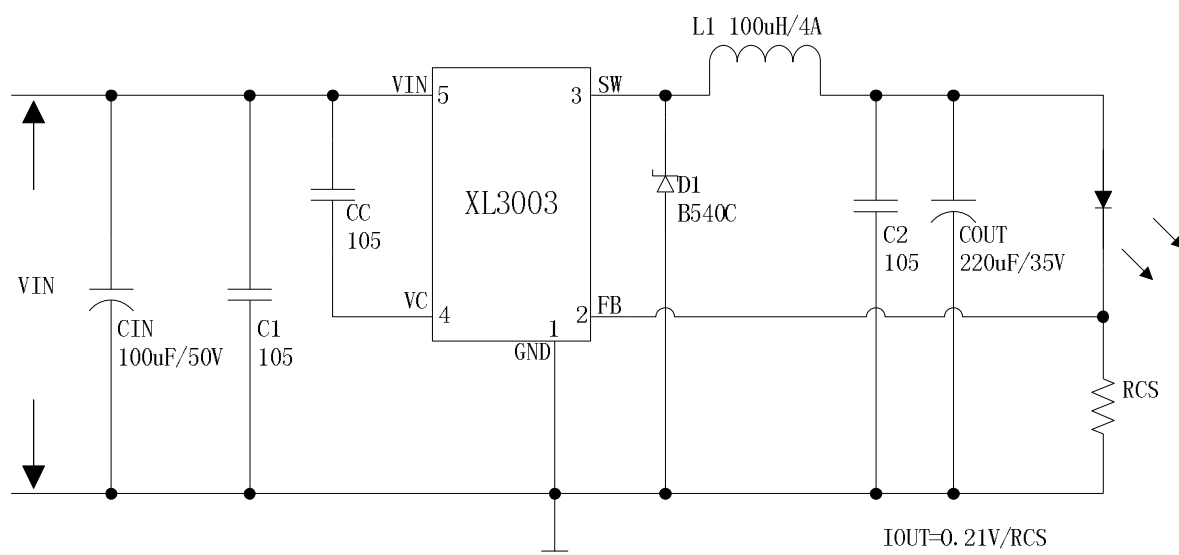 L1 100uH/4A
VIN
5
3
SW
XL3003
CC
105
D1
B540C
C2
105
COUT
220uF/35V
VIN
VC
4
2
FB
1
GND
CIN
100uF/50V
C1
105
RCS
IOUT=0.21V/RCS